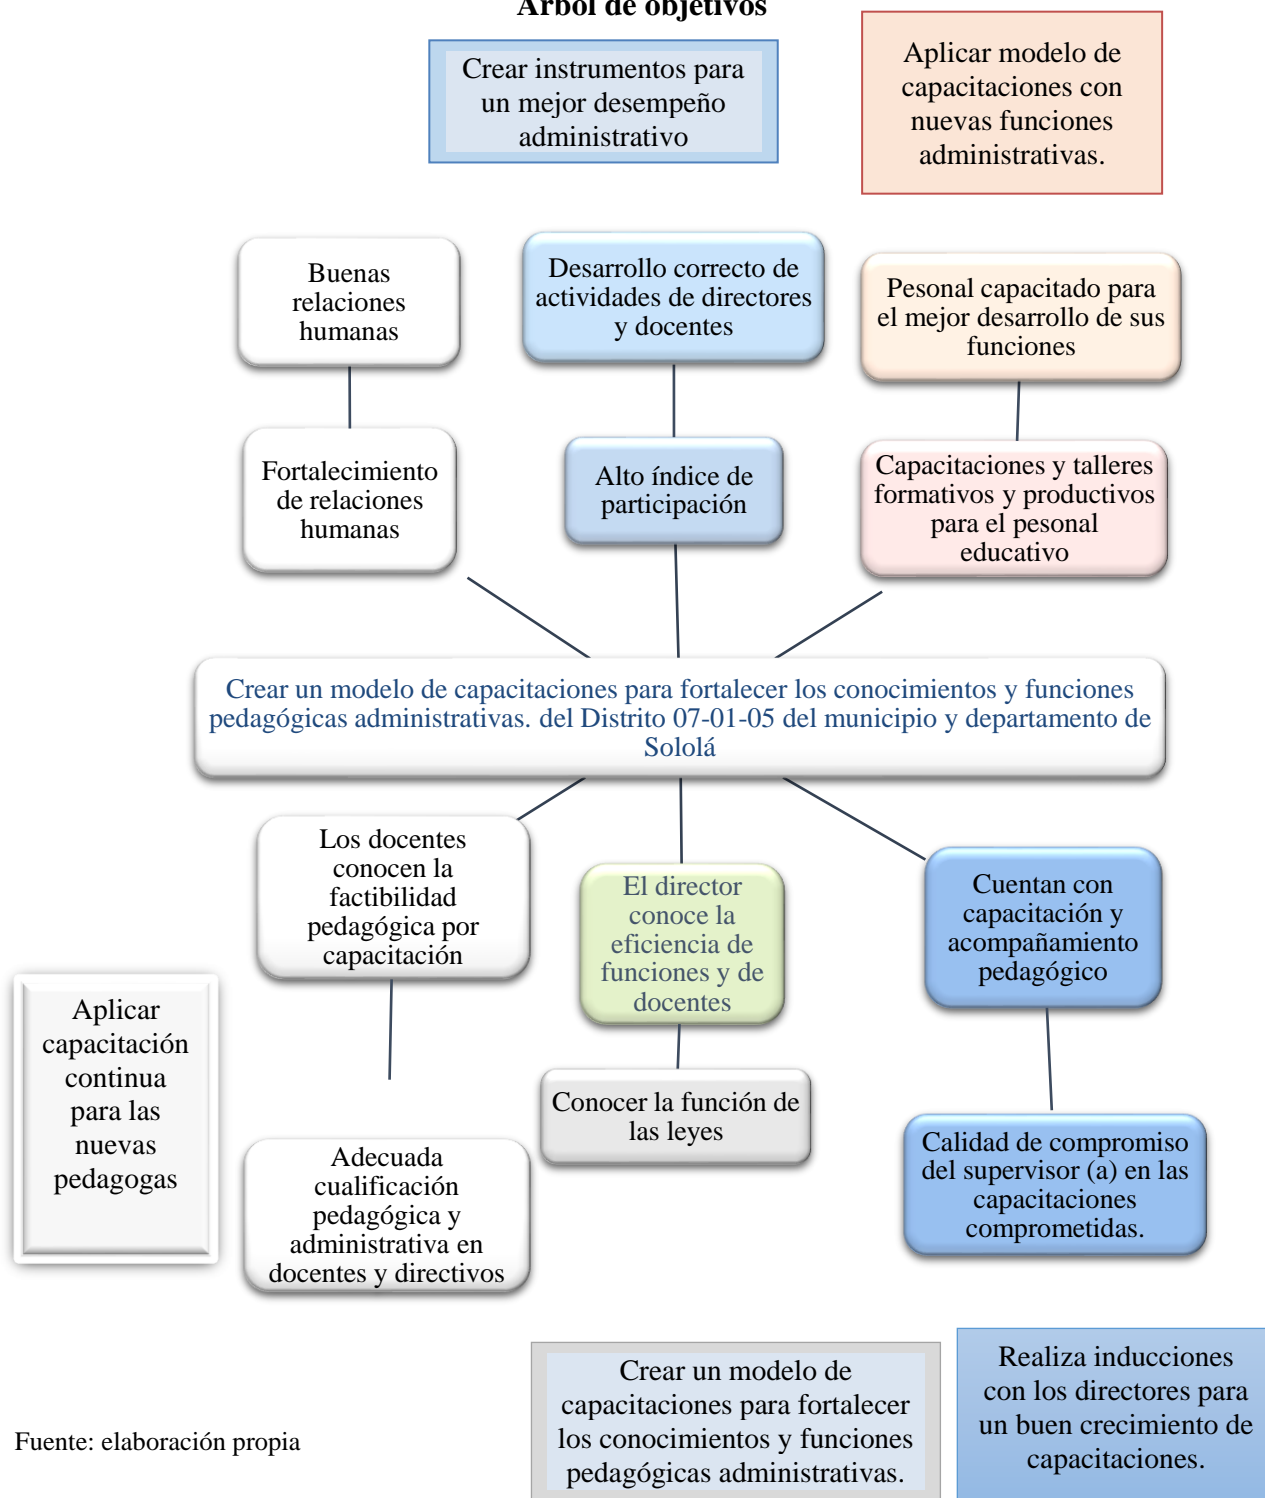 Árbol de objetivos
Crear instrumentos para
un mejor desempeño
administrativo
Aplicar modelo de
capacitaciones con
nuevas funciones
administrativas.
Buenas
relaciones
humanas
Desarrollo correcto de
actividades de directores
y docentes
Pesonal capacitado para
el mejor desarrollo de sus
funciones
Fortalecimiento
de relaciones
humanas
Alto índice de
participación
Capacitaciones y talleres
formativos y productivos
para el pesonal
educativo
Crear un modelo de capacitaciones para fortalecer los conocimientos y funciones
pedagógicas administrativas. del Distrito 07-01-05 del municipio y departamento de
Sololá
Los docentes
conocen la
factibilidad
pedagógica por
capacitación
El director
conoce la
eficiencia de
funciones y de
docentes
Cuentan con
capacitación y
acompañamiento
pedagógico
Aplicar
capacitación
continua
para las
nuevas
pedagogas
Conocer la función de
las leyes
Adecuada
cualificación
pedagógica y
administrativa en
docentes y directivos
Calidad de compromiso
del supervisor (a) en las
capacitaciones
comprometidas.
Crear un modelo de
capacitaciones para fortalecer
los conocimientos y funciones
pedagógicas administrativas.
Realiza inducciones
con los directores para
un buen crecimiento de
capacitaciones.
Fuente: elaboración propia